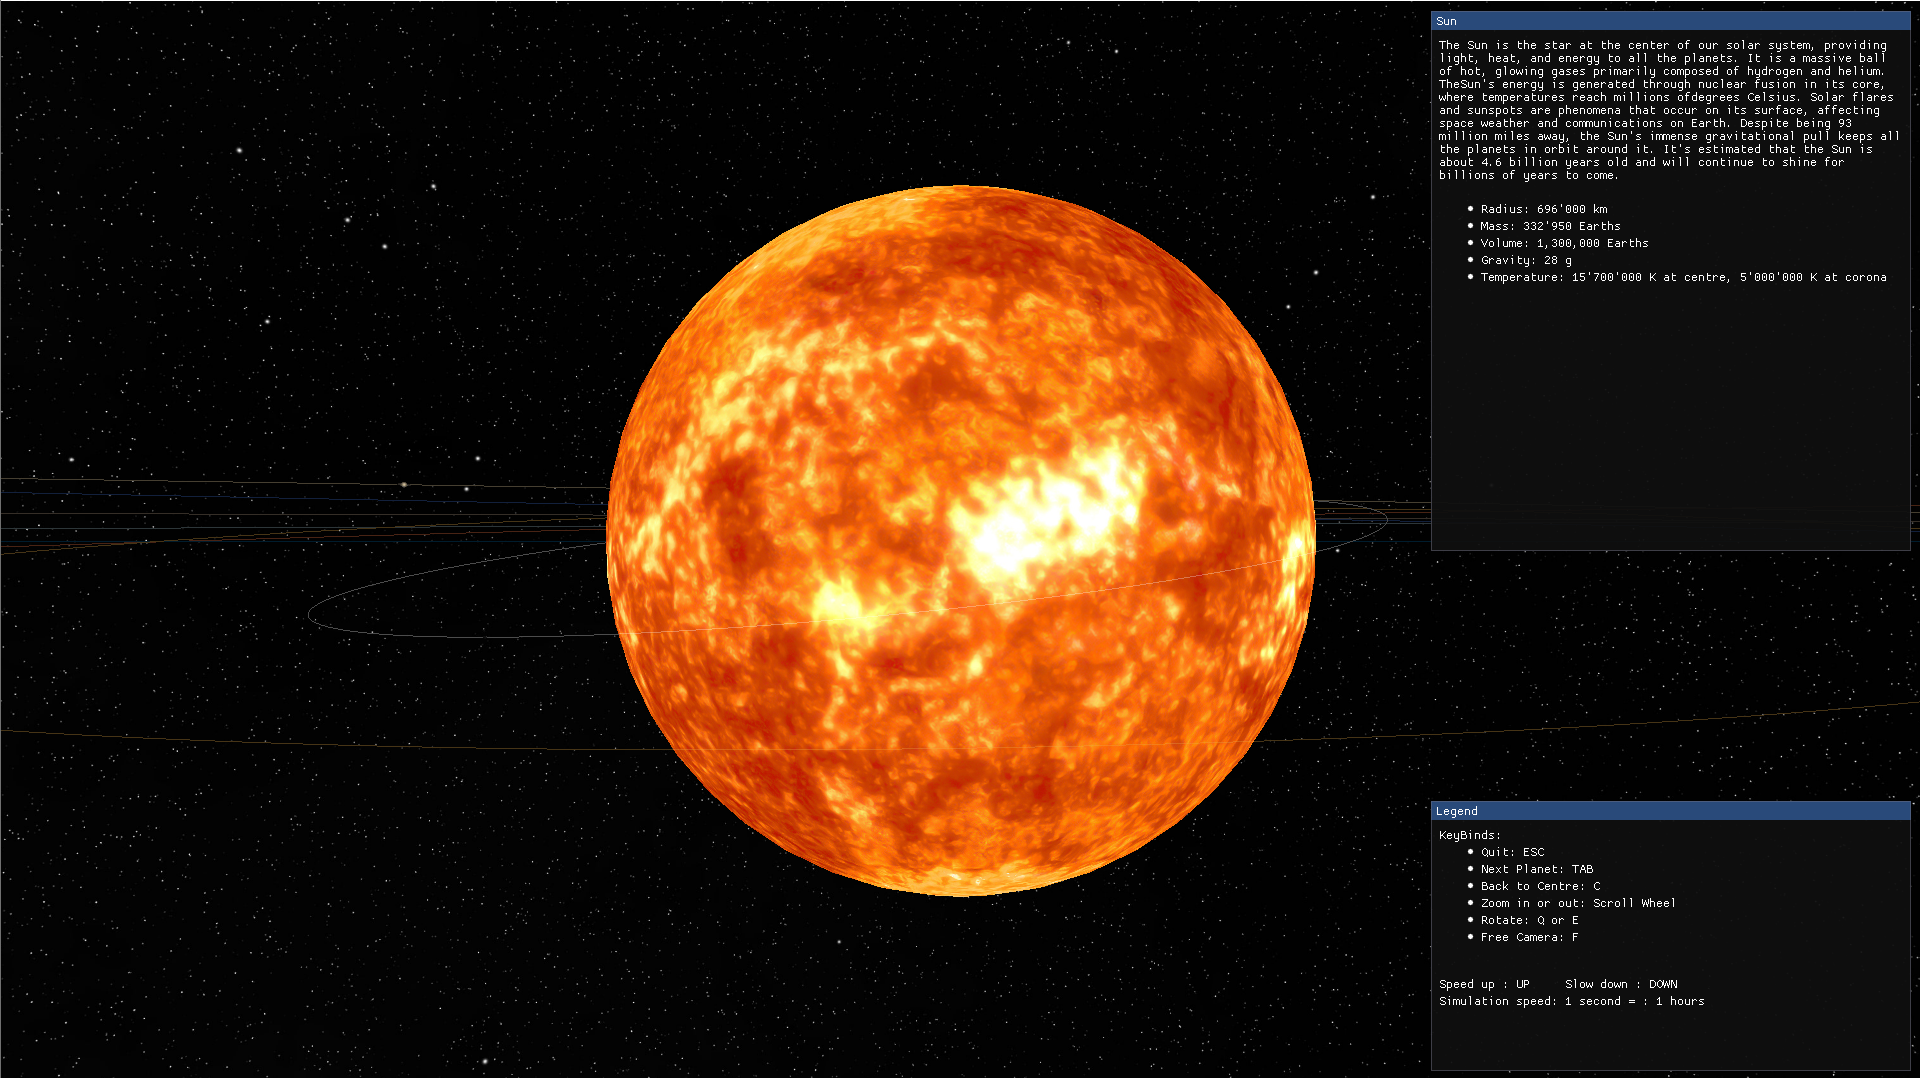 Sun
The Sun is the star at the center of our solar system, providing
light, heat, and energy to all the planets. It is a massive ball
of hot, glowing gases primarily composed of hydrogen and helium.
TheSun's energy is generated through nuclear fusion in its core,
where temperatures reach millions ofdegrees Celsius. Solar flares
and sunspots are phenomena that occur on its surface, affecting
space weather and communications on Earth. Despite being 93
million miles away, the Sun's immense gravitational pull keeps all
the planets in orbit around it. It's estimated that the Sun is
about 4.6 billion years old and will continue to shine for
billions of years to come.
Radius: 696'000 km
Mass: 332'950 Earths
Volume: 1,300,000 Earths
Gravity: 28 g
Temperature: 15'700'000 K at centre, 5'000'000 K at corona
Legend
KeyBinds:
Quit: ESC
Next Planet: TAB
Back to Centre: C
Zoom in or out: Scroll Wheel
Rotate: Q or E
Free Camera: F
Speed up : UP     Slow down : DOWN
Simulation speed: 1 second = : 1 hours